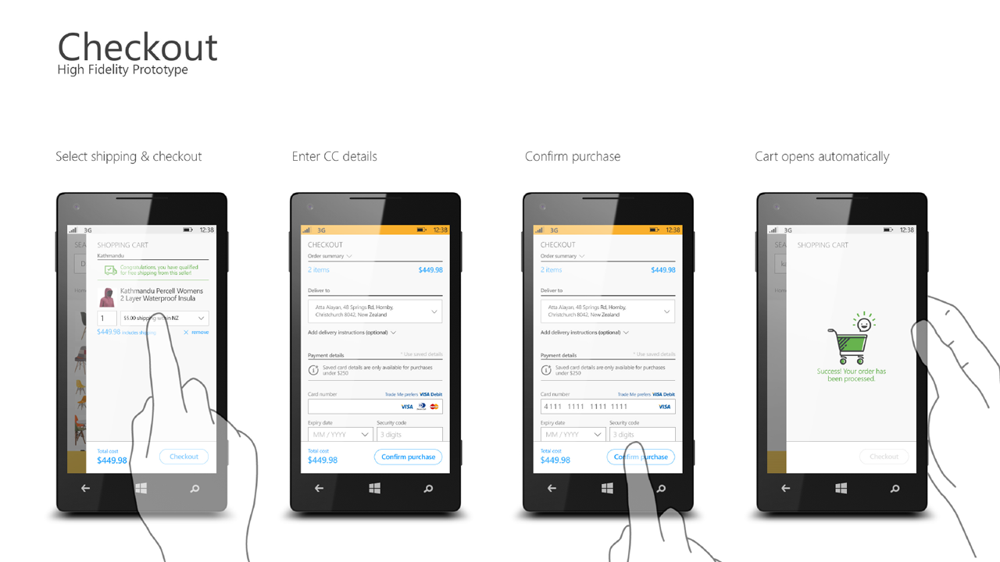 Checkout
High Fidelity Prototype
Select shipping & checkout
3G
12:38
SEA
SHOPPING CART
Kathmandu
Congratulations, you have qualified
for free shipping from this seller!
Kathmandu Percell Womens
2 Layer Waterproof Insula
1
$5.00 shipping within NZ
$449.98 includes shipping
remove
Total cost
$449.98
Checkout
Enter CC details
3G
12:38
CHECKOUT
Order summary
2 items
$449.98
Deliver to
Atta Alayan, 48 Springs Rd, Hornby,
Christchurch 8042, New Zealand
Add delivery instructions (optional)
Payment details
* Use saved details
Saved card details are only available for purchases
under $250
Card number
Trade Me prefers VISA Debit
VISA
Expiry date
Security code
MM / YYYY
3 digits
Total cost
$449.98
Confirm purchase
Confirm purchase
3G
12:38
CHECKOUT
Order summary
2 items
$449.98
Deliver to
Atta Alayan, 48 Springs Rd, Hornby,
Christchurch 8042, New Zealand
Add delivery instructions (optional)
Payment details
* Use saved details
Saved card details are only available for purchases
under $250
Card number
Trade Me prefers VISA Debit
4111 1111 1111 1111
VISA
Expiry date
Security code
MM / YYYY
3 digits
Total cost
$449.98
Confirm purchase
Cart opens automatically
3G
12:38
SEA
SHOPPING CART
Success! Your order has
been processed.
Checkout